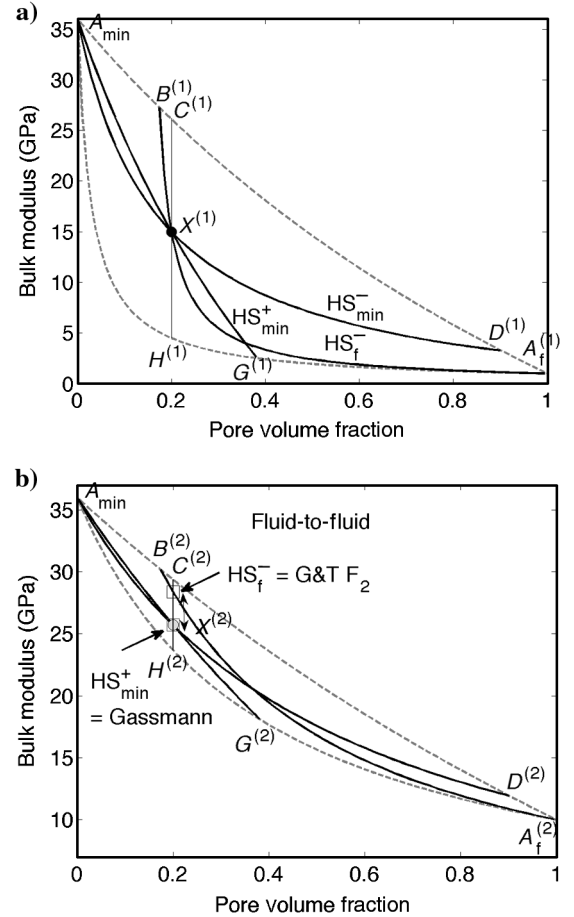 a)
35
30
25
20
15
10
5
0
Bulk modulus (GPa)
A_min
B^(1)
C^(1)
X^(1)
HS^+_min
HS^-_min
HS^-_f
D^(1)
A_f^(1)
H^(1)
G^(1)
0 0.2 0.4 0.6 0.8 1
Pore volume fraction
b)
35
30
25
20
15
10
Bulk modulus (GPa)
A_min
Fluid-to-fluid
B^(2)
C^(2)
HS^-_f = G&T F_2
X^(2)
H^(2)
HS^+_min
= Gassmann
G^(2)
D^(2)
A_f^(2)
0 0.2 0.4 0.6 0.8 1
Pore volume fraction